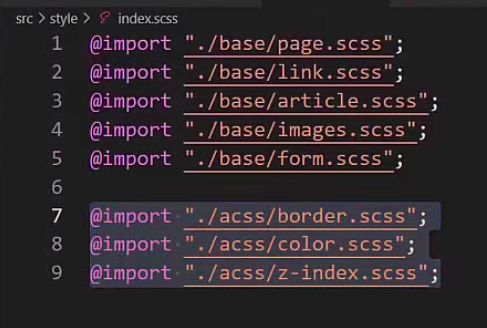 src > style > index.scss
1 @import "./base/page.scss";
2 @import "./base/link.scss";
3 @import "./base/article.scss";
4 @import "./base/images.scss";
5 @import "./base/form.scss";
6
7 @import "./acss/border.scss";
8 @import "./acss/color.scss";
9 @import "./acss/z-index.scss";